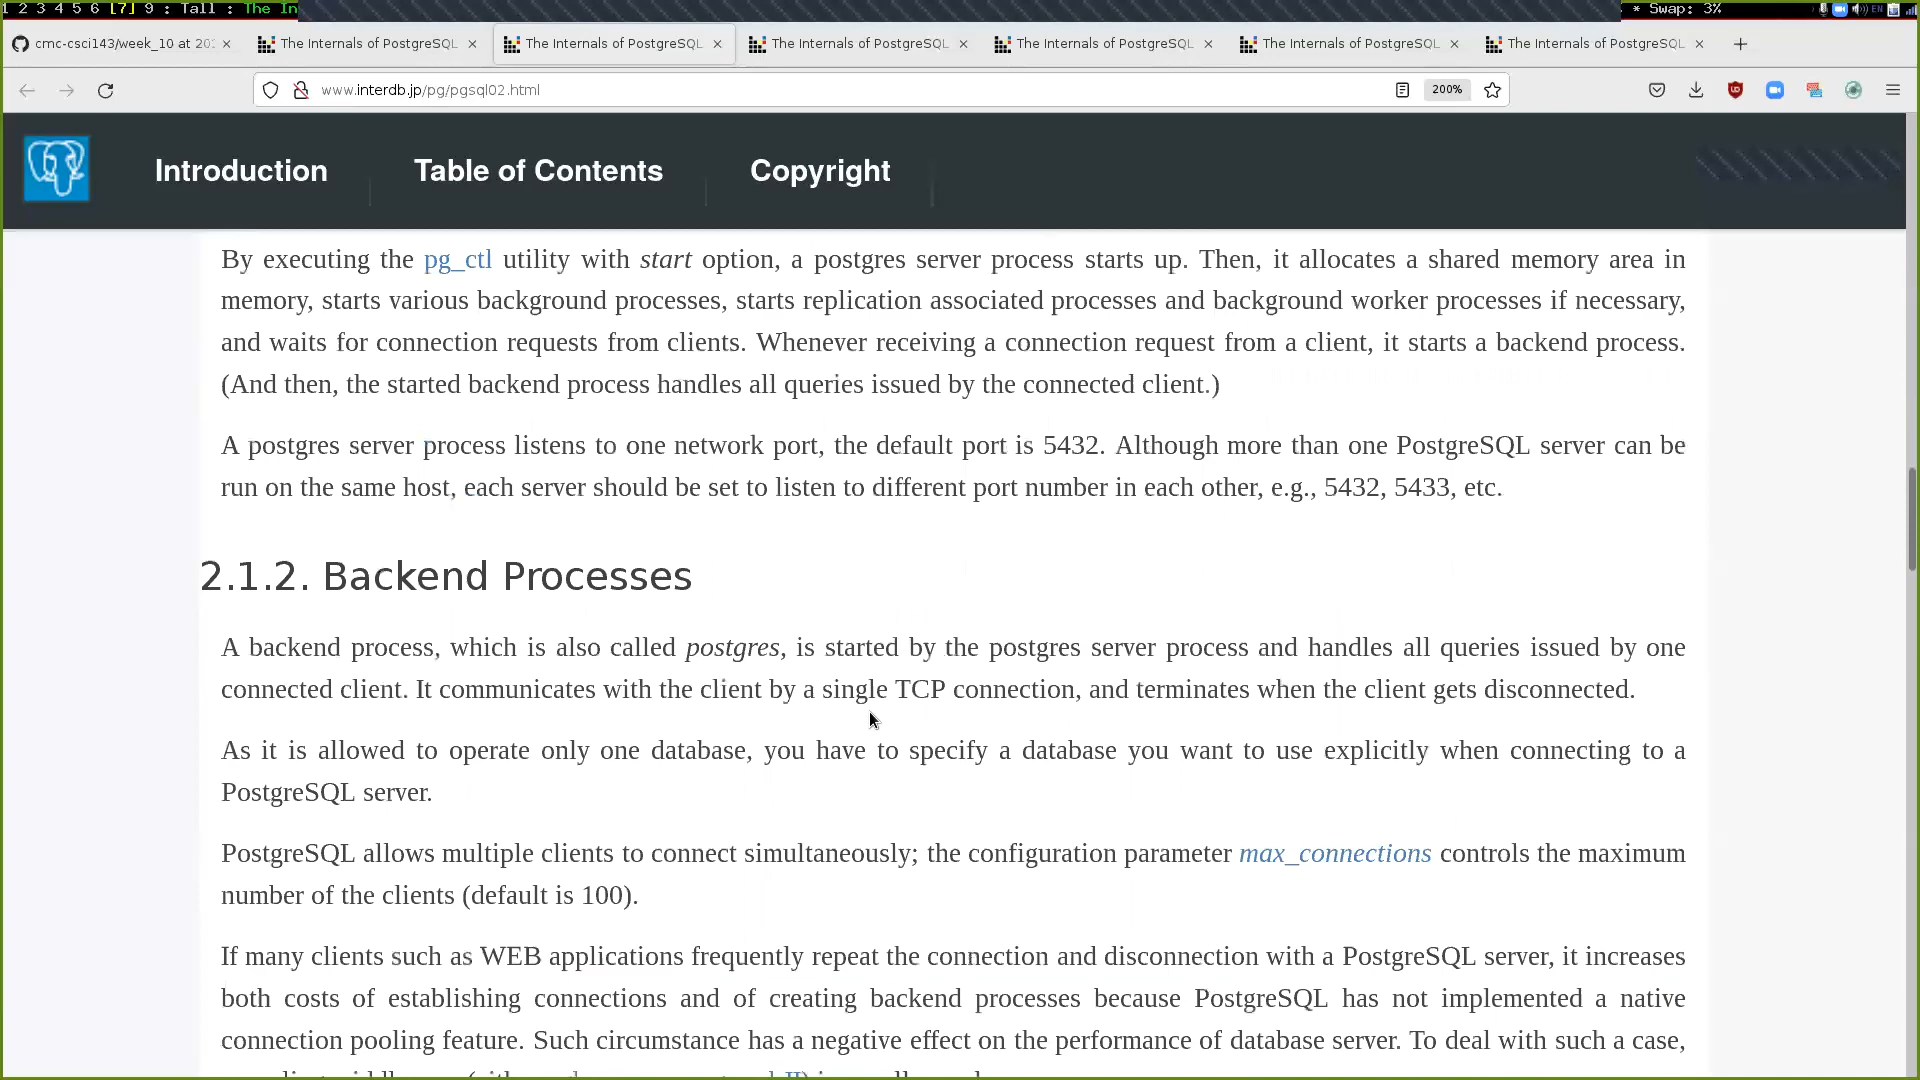 1 2 3 4 5 6 [7] 9 : Tall : The In
* Swap: 3%
EN
cmc-csci143/week_10 at 20
The Internals of PostgreSQL
The Internals of PostgreSQL
The Internals of PostgreSQL
The Internals of PostgreSQL
The Internals of PostgreSQL
The Internals of PostgreSQL
www.interdb.jp/pg/pgsql02.html
200%
Introduction
Table of Contents
Copyright
By executing the pg_ctl utility with start option, a postgres server process starts up. Then, it allocates a shared memory area in
memory, starts various background processes, starts replication associated processes and background worker processes if necessary,
and waits for connection requests from clients. Whenever receiving a connection request from a client, it starts a backend process.
(And then, the started backend process handles all queries issued by the connected client.)
A postgres server process listens to one network port, the default port is 5432. Although more than one PostgreSQL server can be
run on the same host, each server should be set to listen to different port number in each other, e.g., 5432, 5433, etc.
2.1.2. Backend Processes
A backend process, which is also called postgres, is started by the postgres server process and handles all queries issued by one
connected client. It communicates with the client by a single TCP connection, and terminates when the client gets disconnected.
As it is allowed to operate only one database, you have to specify a database you want to use explicitly when connecting to a
PostgreSQL server.
PostgreSQL allows multiple clients to connect simultaneously; the configuration parameter max_connections controls the maximum
number of the clients (default is 100).
If many clients such as WEB applications frequently repeat the connection and disconnection with a PostgreSQL server, it increases
both costs of establishing connections and of creating backend processes because PostgreSQL has not implemented a native
connection pooling feature. Such circumstance has a negative effect on the performance of database server. To deal with such a case,